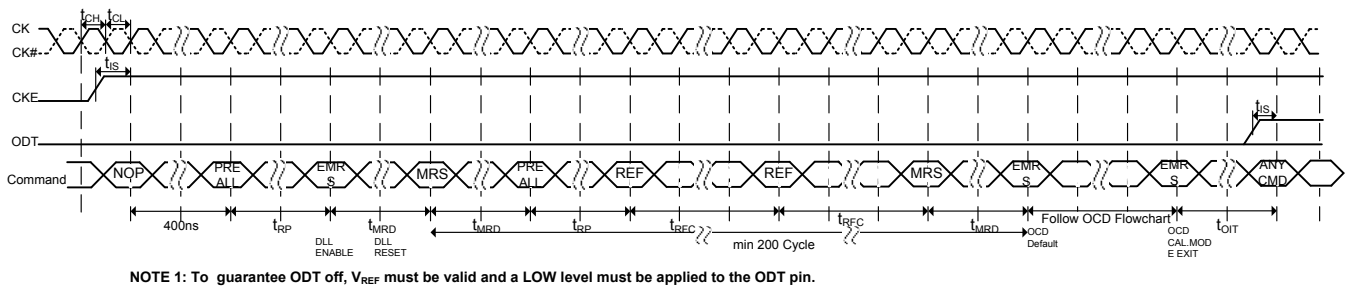 tCH tCL
CK
CK#
tIS
CKE
tIS
ODT
Command NOP PRE ALL EMR S MRS PRE ALL REF REF MRS EMR S EMR S ANY CMD
400ns tRP tMRD tMRD tRP tRFC tRFC tMRD Follow OCD Flowchart tOIT
DLL ENABLE
DLL RESET
min 200 Cycle
OCD Default
OCD CAL.MOD E EXIT
NOTE 1: To guarantee ODT off, VREF must be valid and a LOW level must be applied to the ODT pin.